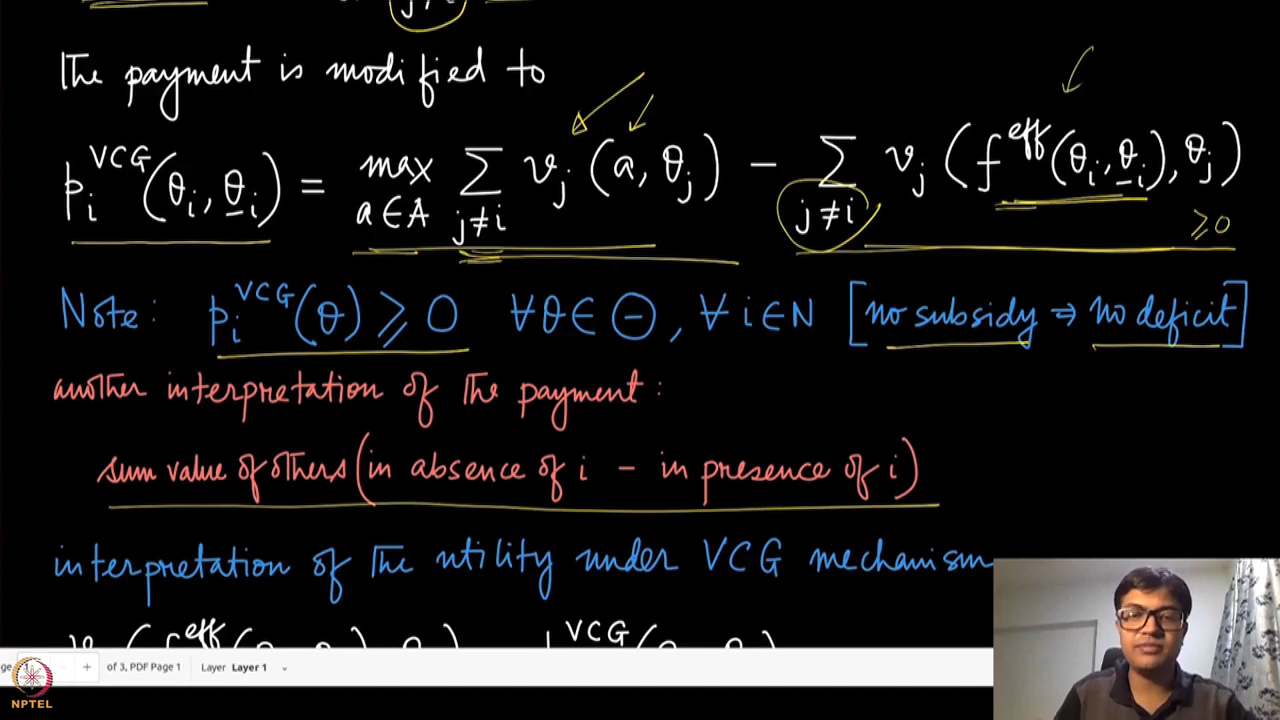 j≠i
The payment is modified to
p_i^VCG(θ_i, θ̲_i) = max_{a∈A} Σ_{j≠i} v_j(a, θ_j) − Σ_{j≠i} v_j(f^eff(θ_i, θ̲_i), θ_j)
≥0
Note: p_i^VCG(θ) ≥ 0 ∀θ∈Θ, ∀i∈N [no subsidy ⇒ no deficit]
another interpretation of the payment:
sum value of others (in absence of i − in presence of i)
interpretation of the utility under VCG mechanism
of 3, PDF Page 1 Layer Layer 1
NPTEL